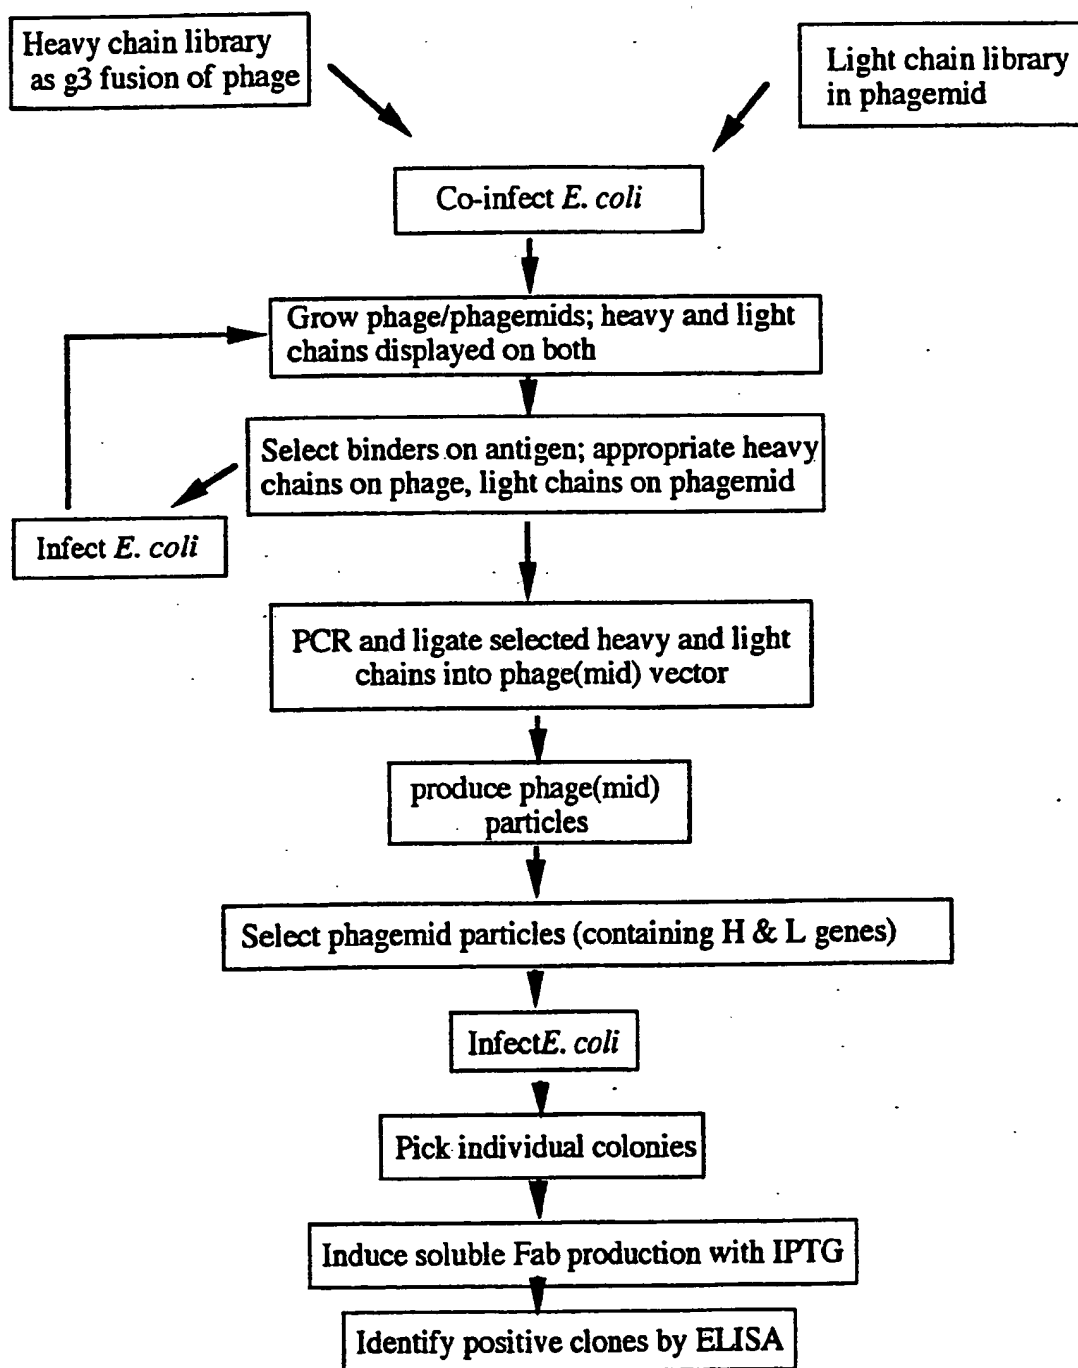 Heavy chain library
as g3 fusion of phage
Light chain library
in phagemid
Co-infect E. coli
Grow phage/phagemids; heavy and light
chains displayed on both
Select binders on antigen; appropriate heavy
chains on phage, light chains on phagemid
Infect E. coli
PCR and ligate selected heavy and light
chains into phage(mid) vector
produce phage(mid)
particles
Select phagemid particles (containing H & L genes)
InfectE. coli
Pick individual colonies
Induce soluble Fab production with IPTG
Identify positive clones by ELISA